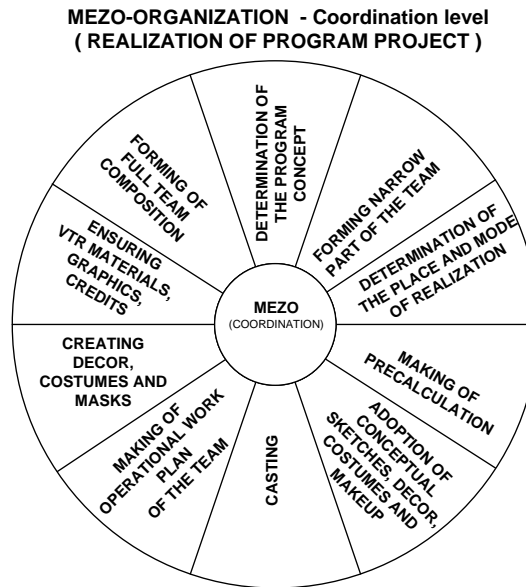 MEZO-ORGANIZATION - Coordination level
( REALIZATION OF PROGRAM PROJECT )
DETERMINATION OF
THE PROGRAM
CONCEPT
FORMING NARROW
PART OF THE TEAM
DETERMINATION OF
THE PLACE AND MODE
OF REALIZATION
MAKING OF
PRECALCULATION
ADOPTION OF
CONCEPTUAL
SKETCHES, DECOR,
COSTUMES AND
MAKEUP
CASTING
MAKING OF
OPERATIONAL WORK
PLAN
OF THE TEAM
CREATING
DECOR,
COSTUMES AND
MASKS
ENSURING
VTR MATERIALS,
GRAPHICS,
CREDITS
FORMING OF
FULL TEAM
COMPOSITION
MEZO
(COORDINATION)